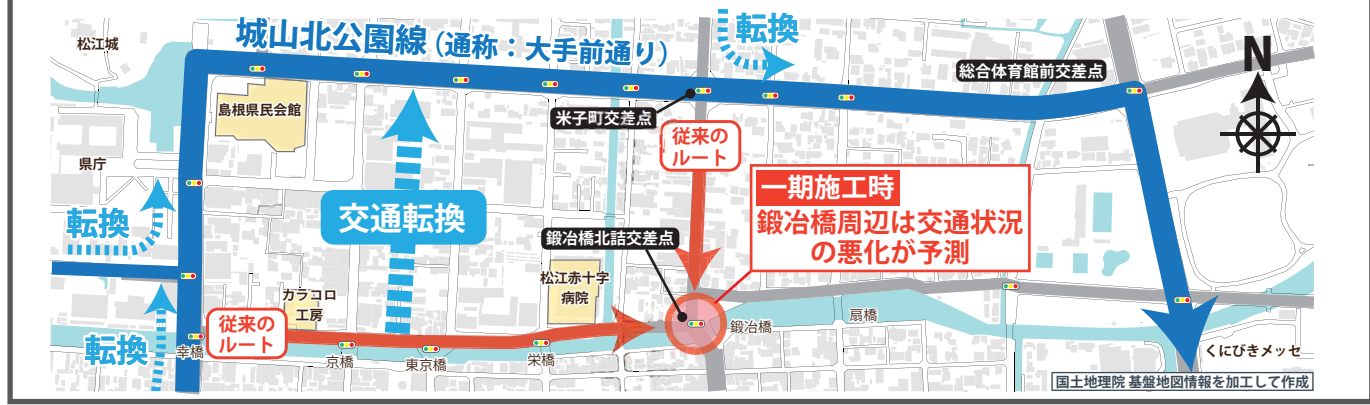 転換
松江城
城山北公園線（通称：大手前通り）
N
総合体育館前交差点
島根県民会館
米子町交差点
従来の
ルート
県庁
一期施工時
鍛冶橋周辺は交通状況
の悪化が予測
転換
交通転換
鍛冶橋北詰交差点
松江赤十字
病院
カラコロ
工房
従来の
ルート
鍛冶橋
扇橋
転換
幸橋
京橋
東京橋
栄橋
くにびきメッセ
国土地理院 基盤地図情報を加工して作成